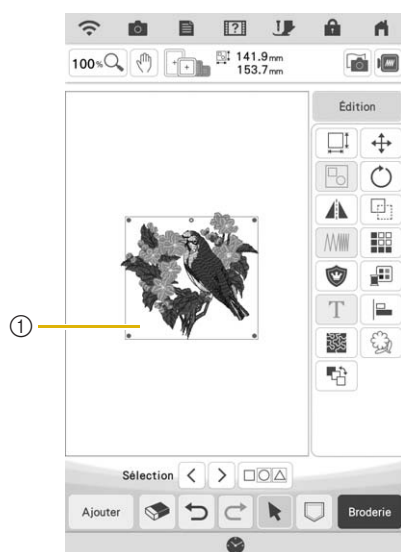 100%
141.9mm
153.7mm
Édition
T
①
Sélection
Ajouter
Broderie